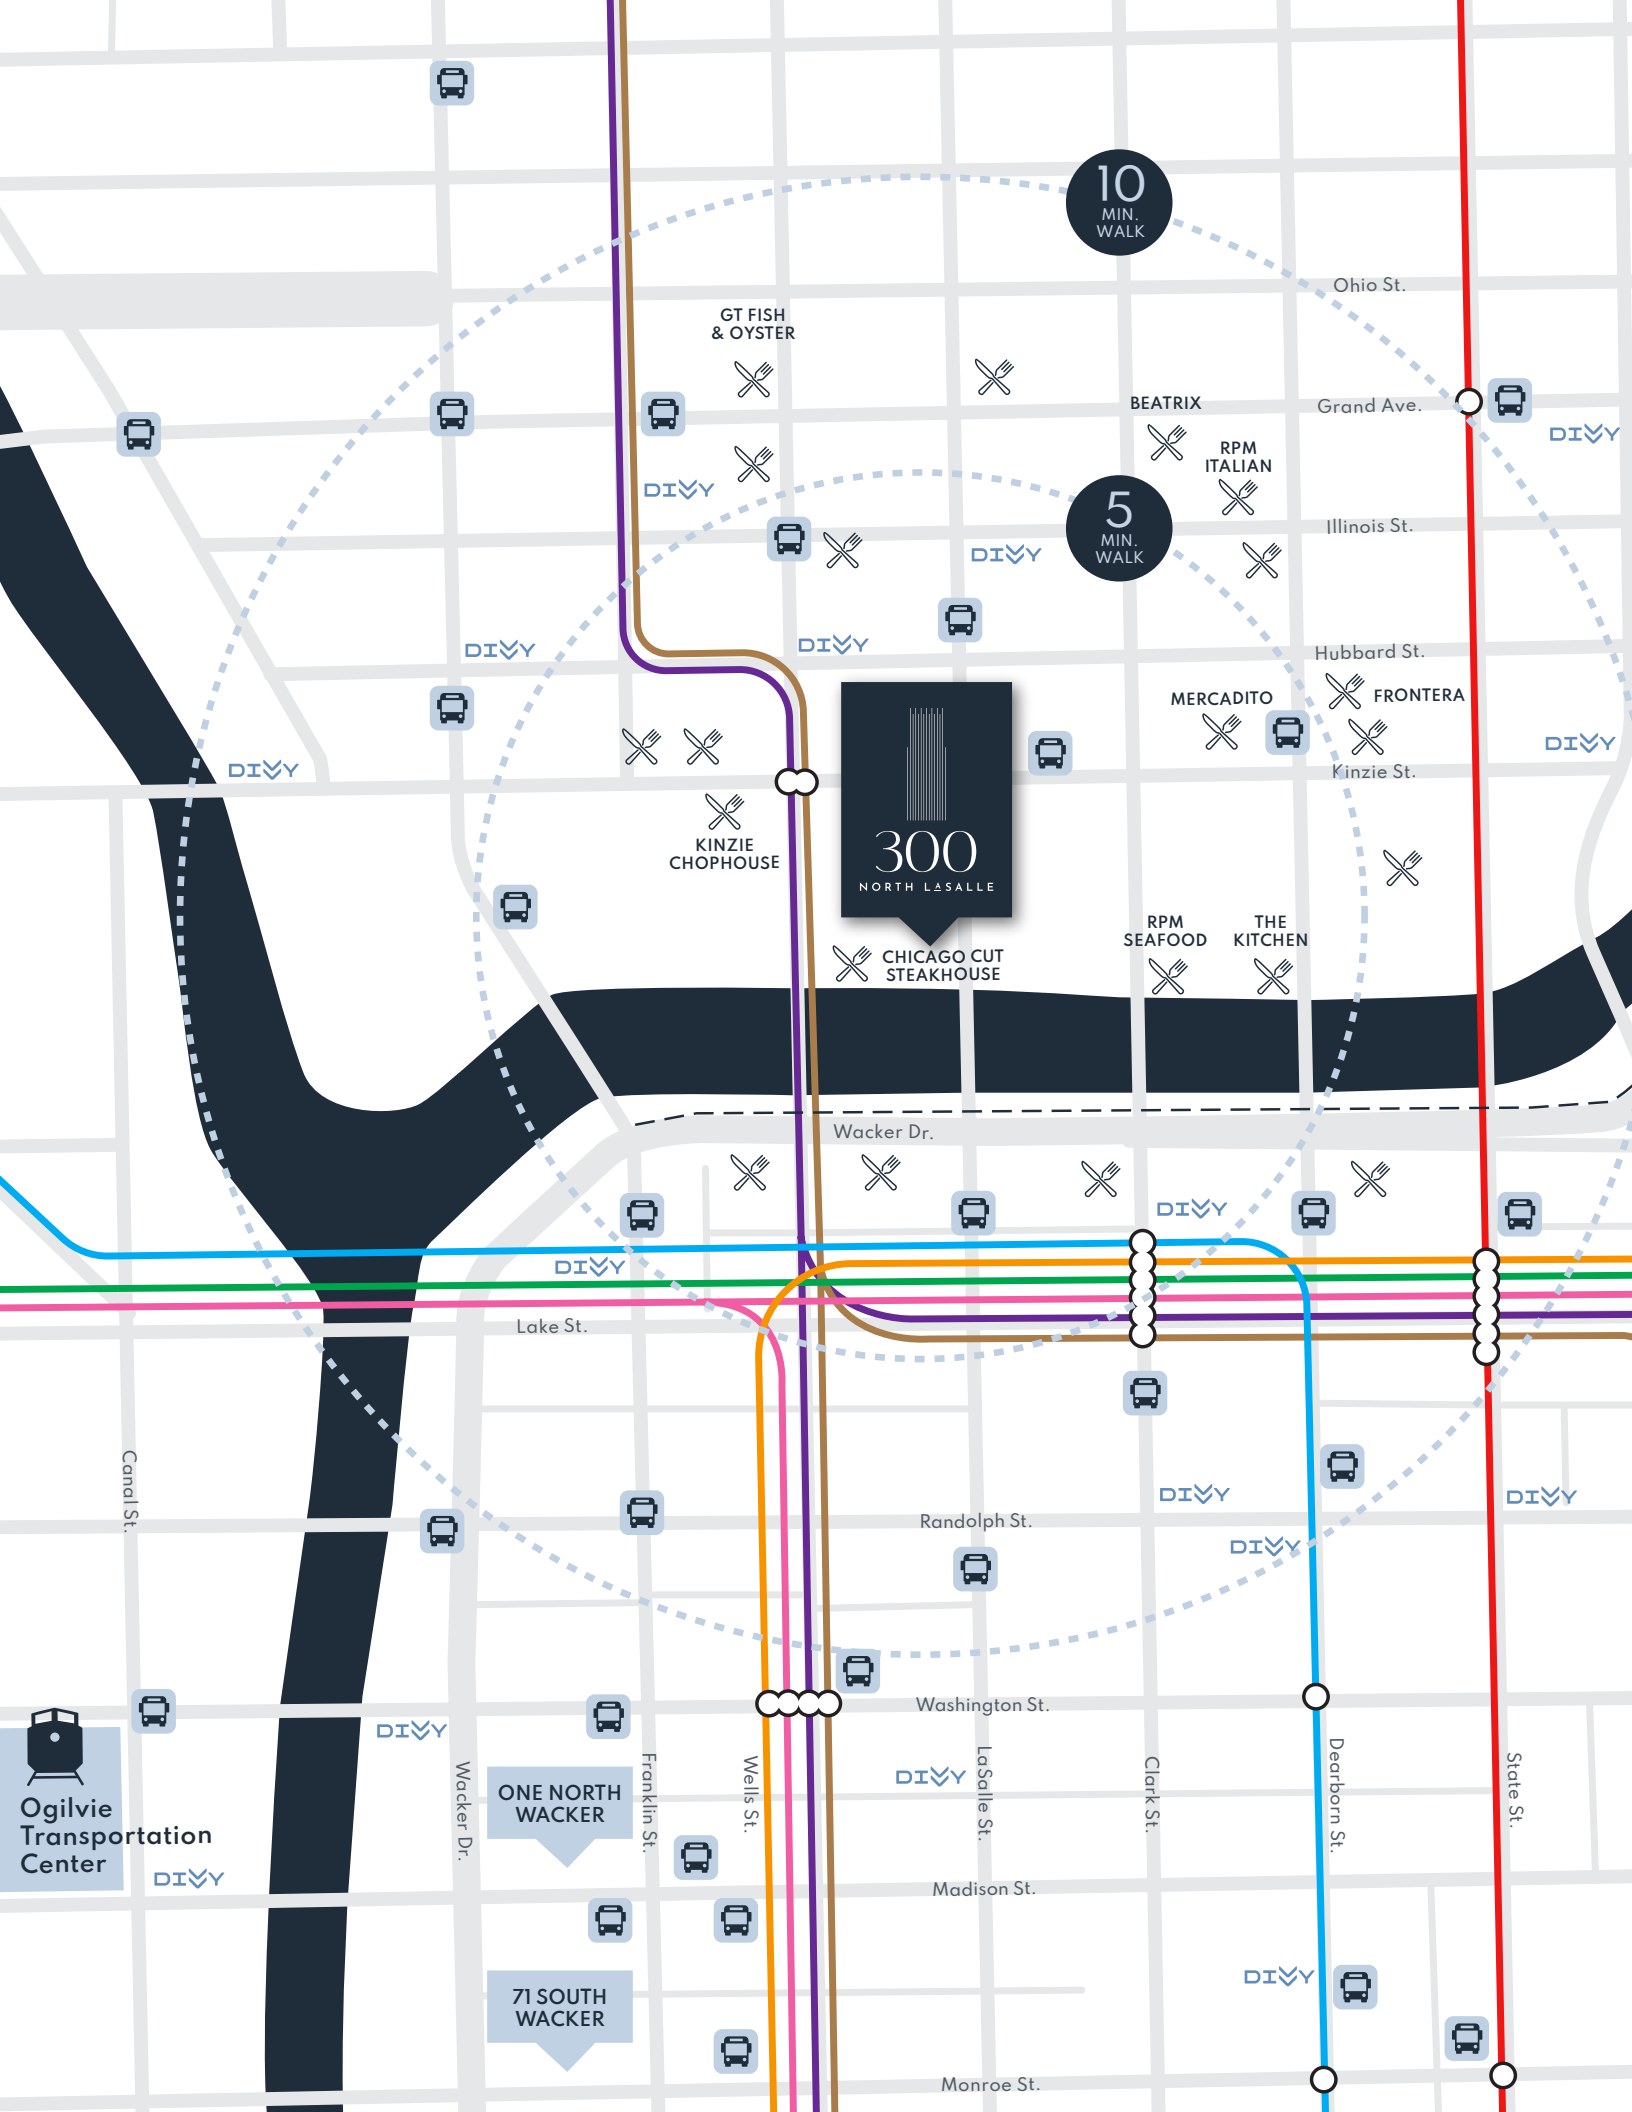 10
MIN.
WALK
Ohio St.
GT FISH
& OYSTER
BEATRIX
Grand Ave.
DIVVY
RPM
ITALIAN
DIVVY
5
MIN.
WALK
Illinois St.
DIVVY
DIVVY
DIVVY
Hubbard St.
MERCADITO
FRONTERA
DIVVY
DIVVY
Kinzie St.
KINZIE
CHOPHOUSE
300
NORTH LASALLE
RPM
SEAFOOD
THE
KITCHEN
CHICAGO CUT
STEAKHOUSE
Wacker Dr.
DIVVY
DIVVY
Lake St.
Canal St.
DIVVY
DIVVY
Randolph St.
DIVVY
Washington St.
DIVVY
Wacker Dr.
Franklin St.
Wells St.
LaSalle St.
Clark St.
Dearborn St.
State St.
DIVVY
ONE NORTH
WACKER
Ogilvie
Transportation
Center
DIVVY
Madison St.
DIVVY
71 SOUTH
WACKER
Monroe St.